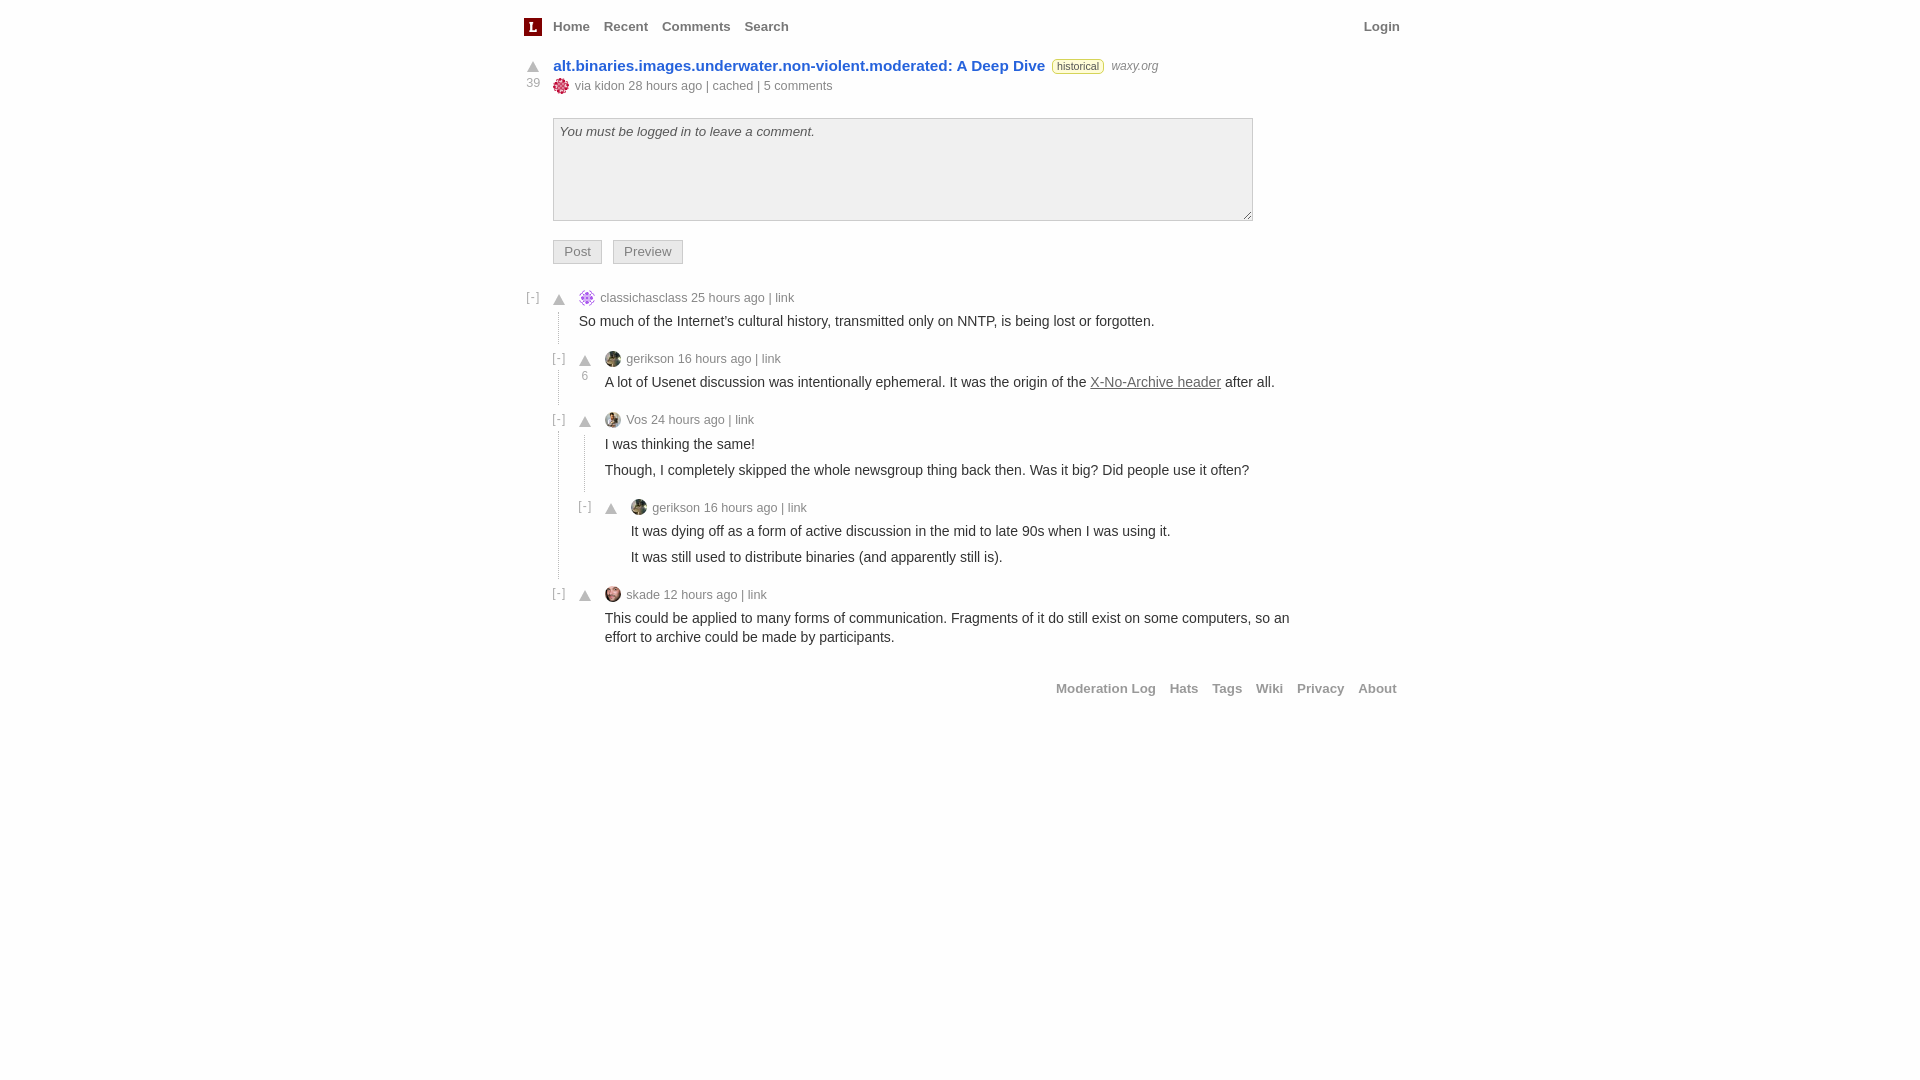 L Home Recent Comments Search Login
alt.binaries.images.underwater.non-violent.moderated: A Deep Dive historical waxy.org
39
via kidon 28 hours ago | cached | 5 comments
You must be logged in to leave a comment.
Post Preview
[-] classichasclass 25 hours ago | link
So much of the Internet’s cultural history, transmitted only on NNTP, is being lost or forgotten.
[-] gerikson 16 hours ago | link
6
A lot of Usenet discussion was intentionally ephemeral. It was the origin of the X-No-Archive header after all.
[-] Vos 24 hours ago | link
I was thinking the same!
Though, I completely skipped the whole newsgroup thing back then. Was it big? Did people use it often?
[-] gerikson 16 hours ago | link
It was dying off as a form of active discussion in the mid to late 90s when I was using it.
It was still used to distribute binaries (and apparently still is).
[-] skade 12 hours ago | link
This could be applied to many forms of communication. Fragments of it do still exist on some computers, so an
effort to archive could be made by participants.
Moderation Log Hats Tags Wiki Privacy About